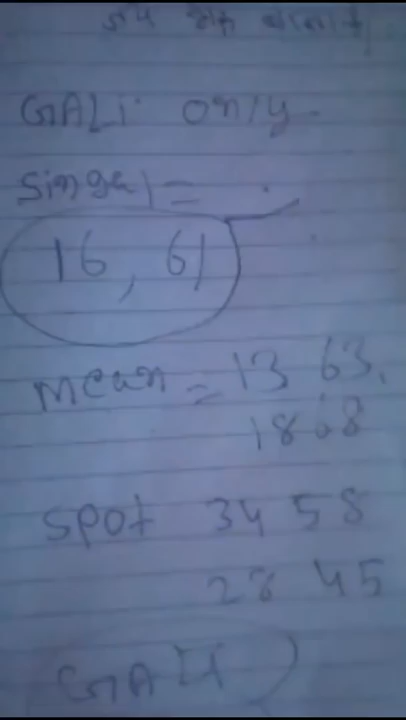 GALi only.
Singal =
16, 61
mean = 13 63,
18 68
Spot 34 58
28 45
GALi